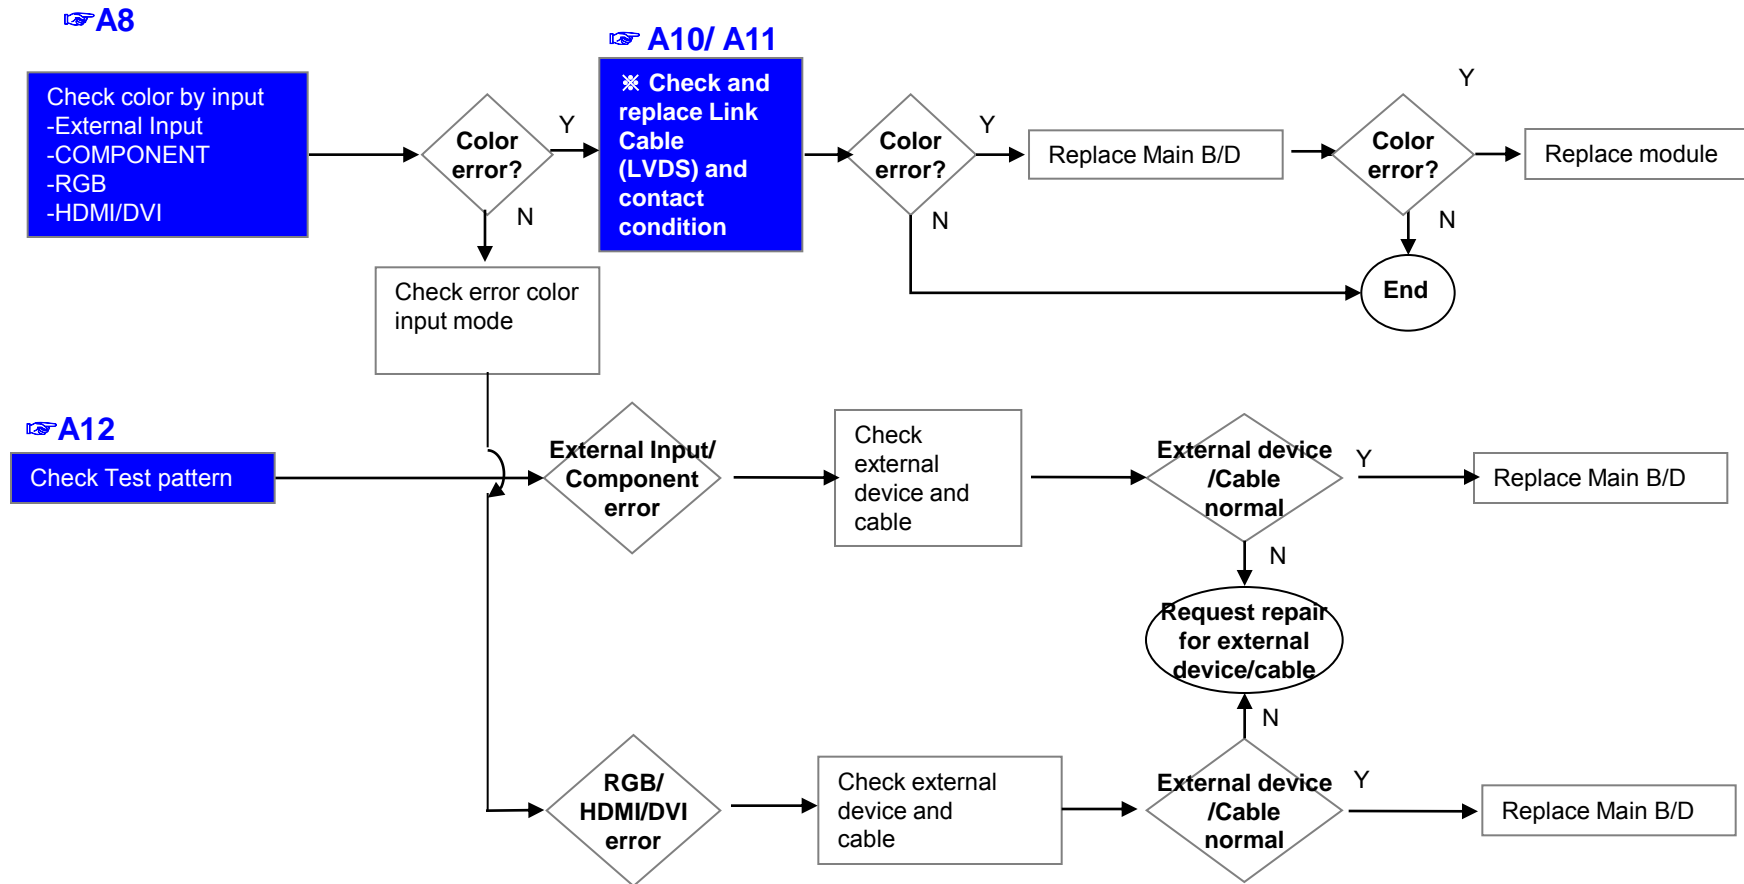 ☞A8
☞ A10/ A11
Check color by input
-External Input
-COMPONENT
-RGB
-HDMI/DVI
Color
error?
Y
N
※ Check and
replace Link
Cable
(LVDS) and
contact
condition
Color
error?
Y
N
Replace Main B/D
Color
error?
Y
N
Replace module
End
Check error color
input mode
☞A12
Check Test pattern
External Input/
Component
error
Check
external
device and
cable
External device
/Cable
normal
Y
N
Replace Main B/D
Request repair
for external
device/cable
N
RGB/
HDMI/DVI
error
Check external
device and
cable
External device
/Cable
normal
Y
Replace Main B/D